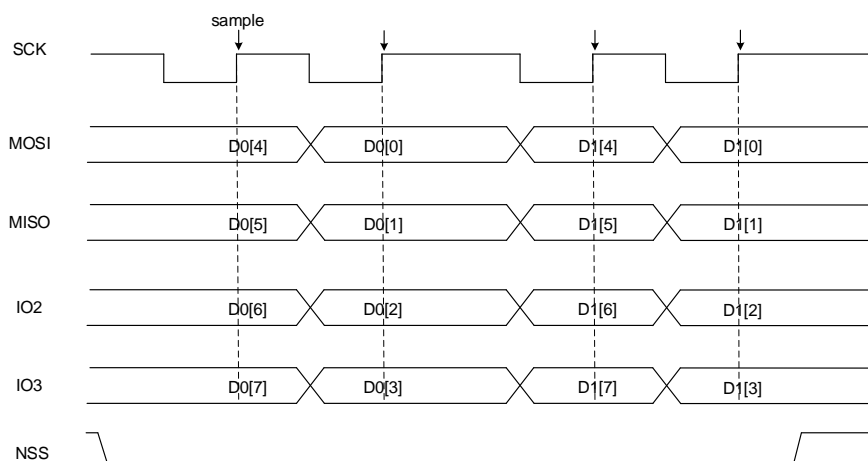 sample
SCK
MOSI D0[4] D0[0] D1[4] D1[0]
MISO D0[5] D0[1] D1[5] D1[1]
IO2 D0[6] D0[2] D1[6] D1[2]
IO3 D0[7] D0[3] D1[7] D1[3]
NSS